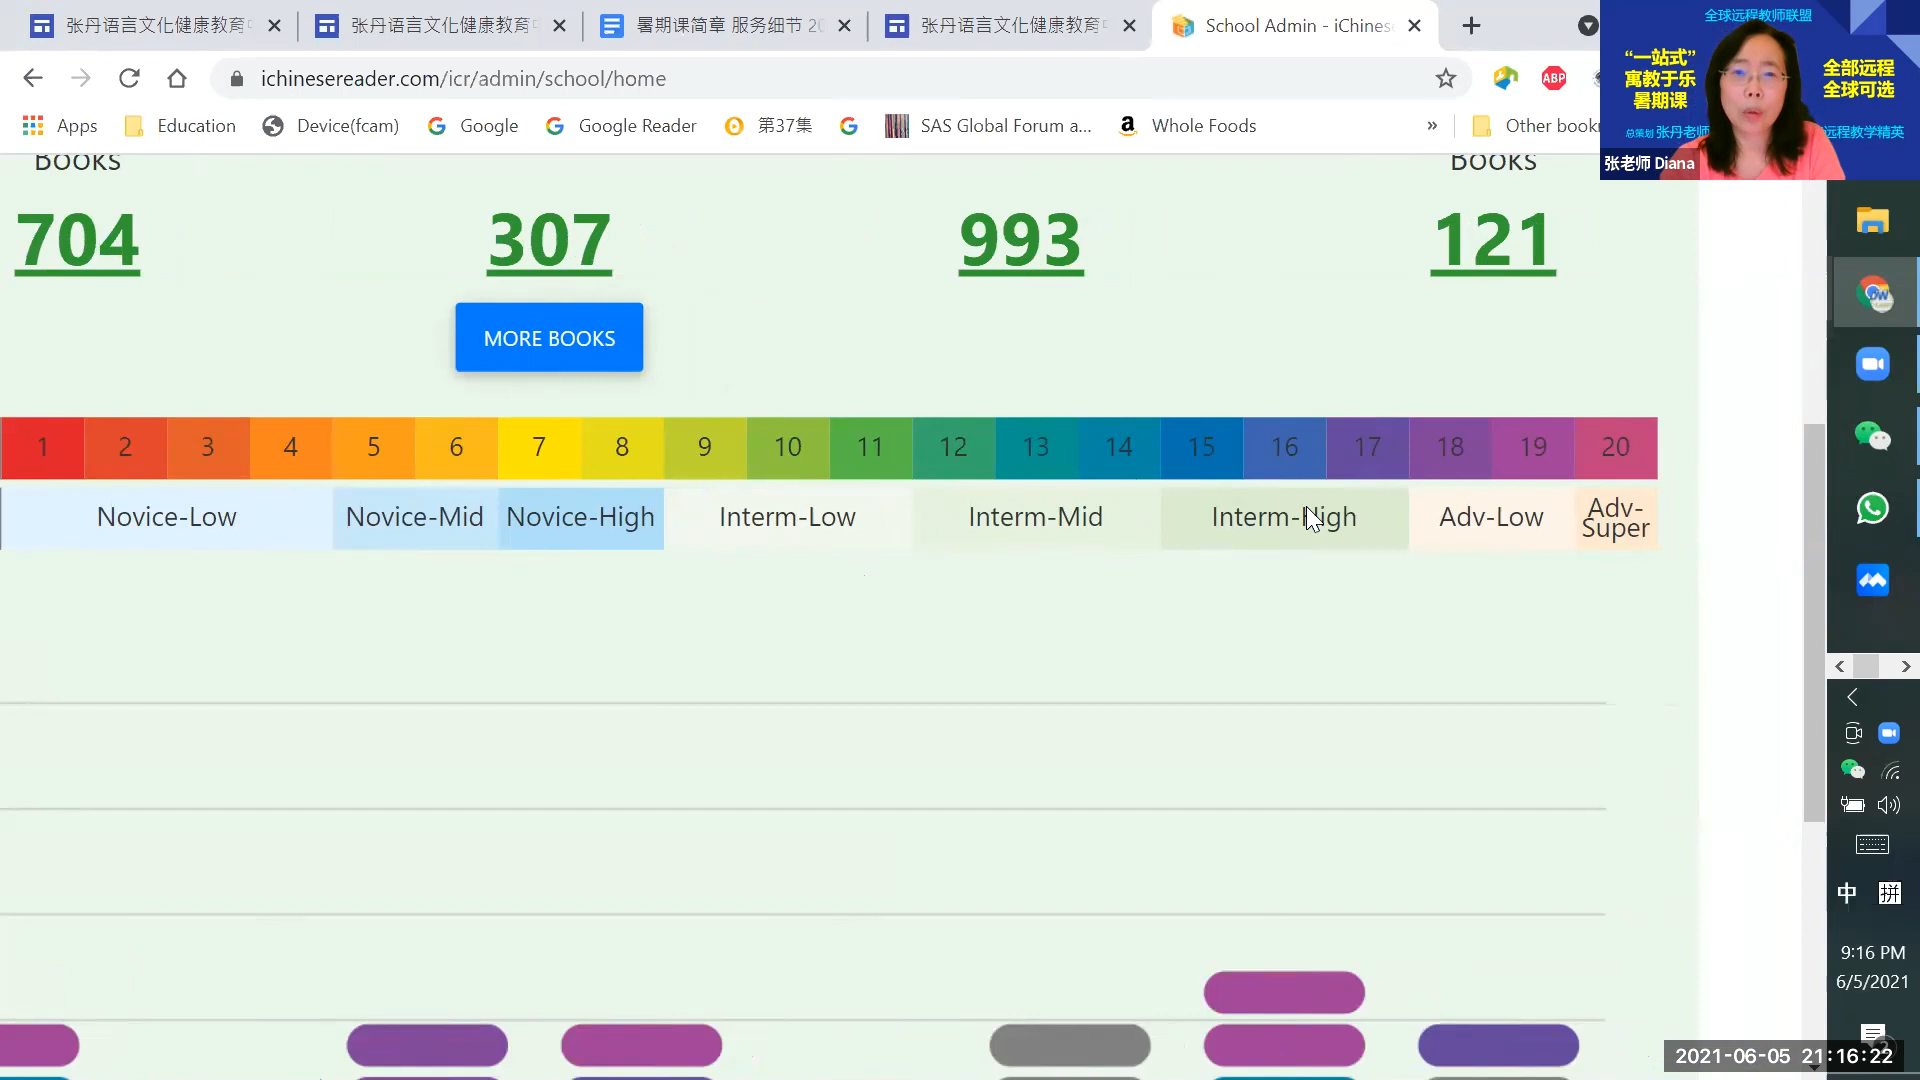 张丹语言文化健康教育
张丹语言文化健康教育
暑期课简章 服务细节 20
张丹语言文化健康教育
School Admin - iChines
ichinesereader.com/icr/admin/school/home
ABP
Apps
Education
Device(fcam)
Google
Google Reader
第37集
SAS Global Forum a...
Whole Foods
»
Other book
全球远程教师联盟
“一站式”
寓教于乐
暑期课
全部远程
全球可选
总策划 张丹老师
远程教学精英
张老师 Diana
BOOKS
BOOKS
704
307
993
121
MORE BOOKS
1 2 3 4 5 6 7 8 9 10 11 12 13 14 15 16 17 18 19 20
Novice-Low
Novice-Mid
Novice-High
Interm-Low
Interm-Mid
Interm-High
Adv-Low
Adv-
Super
中
拼
9:16 PM
6/5/2021
2021-06-05 21:16:22